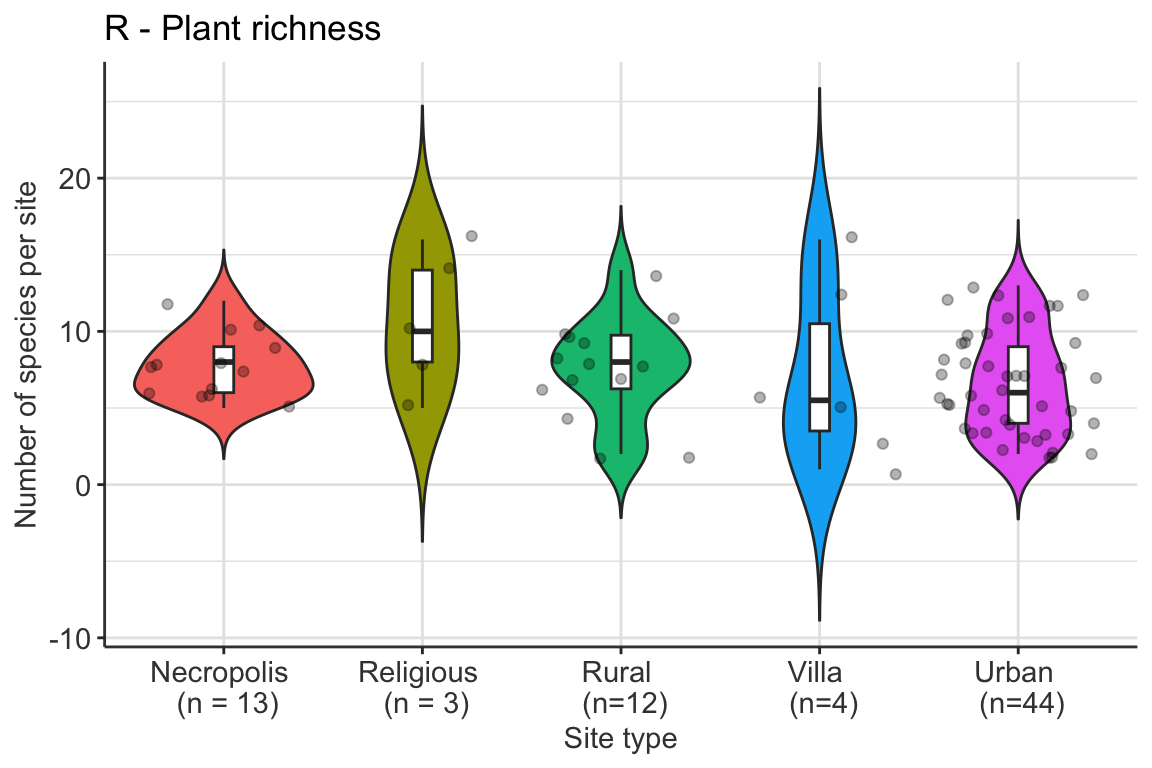 R - Plant richness
Number of species per site
20
10
0
-10
Necropolis Religious Rural Villa Urban
(n = 13) (n = 3) (n=12) (n=4) (n=44)
Site type